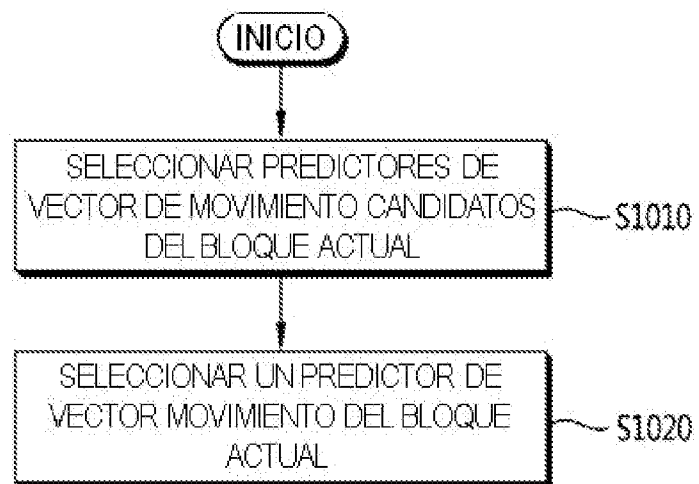 INICIO
SELECCIONAR PREDICTORES DE
VECTOR DE MOVIMIENTO CANDIDATOS
DEL BLOQUE ACTUAL
S1010
SELECCIONAR UN PREDICTOR DE
VECTOR MOVIMIENTO DEL BLOQUE
ACTUAL
S1020